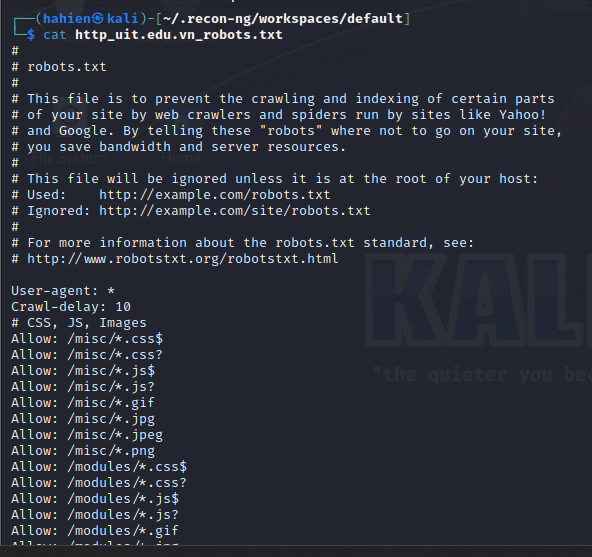 ┌──(hahien㉿kali)-[~/.recon-ng/workspaces/default]
└─$ cat http_uit.edu.vn_robots.txt
#
# robots.txt
#
# This file is to prevent the crawling and indexing of certain parts
# of your site by web crawlers and spiders run by sites like Yahoo!
# and Google. By telling these "robots" where not to go on your site,
# you save bandwidth and server resources.
File System
Home
#
# This file will be ignored unless it is at the root of your host:
# Used:    http://example.com/robots.txt
# Ignored: http://example.com/site/robots.txt
#
# For more information about the robots.txt standard, see:
# http://www.robotstxt.org/robotstxt.html
User-agent: *
Crawl-delay: 10
# CSS, JS, Images
Allow: /misc/*.css$
Allow: /misc/*.css?
Allow: /misc/*.js$
Allow: /misc/*.js?
Allow: /misc/*.gif
Allow: /misc/*.jpg
Allow: /misc/*.jpeg
Allow: /misc/*.png
Allow: /modules/*.css$
Allow: /modules/*.css?
Allow: /modules/*.js$
Allow: /modules/*.js?
Allow: /modules/*.gif
Allow: /modules/*.jpg
KAL
"the quieter you be